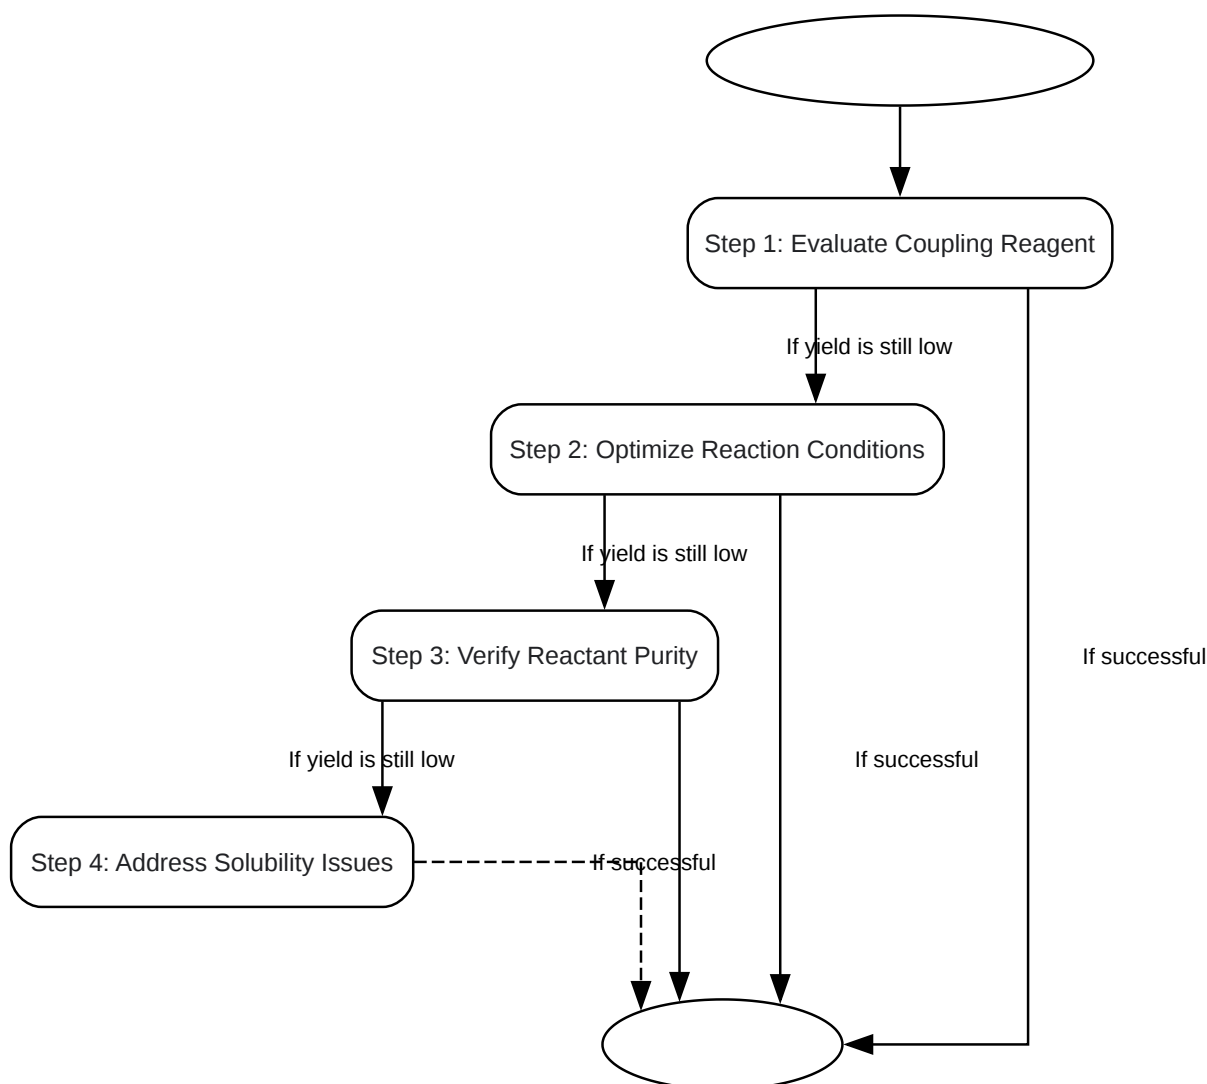 Step 1: Evaluate Coupling Reagent
If yield is still low
Step 2: Optimize Reaction Conditions
If yield is still low
Step 3: Verify Reactant Purity
If successful
If yield is still low
If successful
Step 4: Address Solubility Issues
If successful